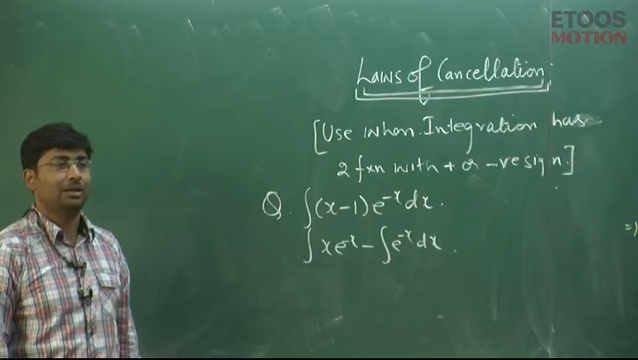 ETOOS
MOTION
Laws of Cancellation
[Use when Integration has
2 fxn with + or -ve sign.]
Q. ∫(x-1)e^{-x}dx.
∫xe^{-x} - ∫e^{-x}dx.
=)